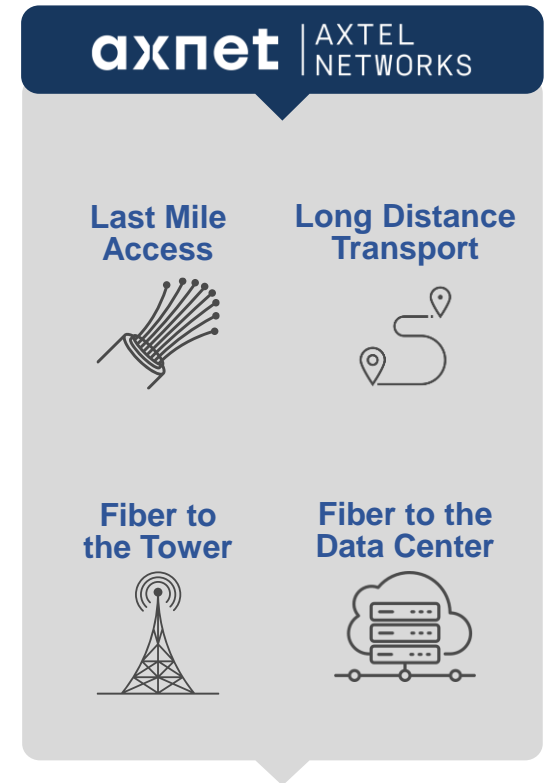 axnet
AXTEL
NETWORKS
Last Mile
Access
Long Distance
Transport
Fiber to
the Tower
Fiber to the
Data Center